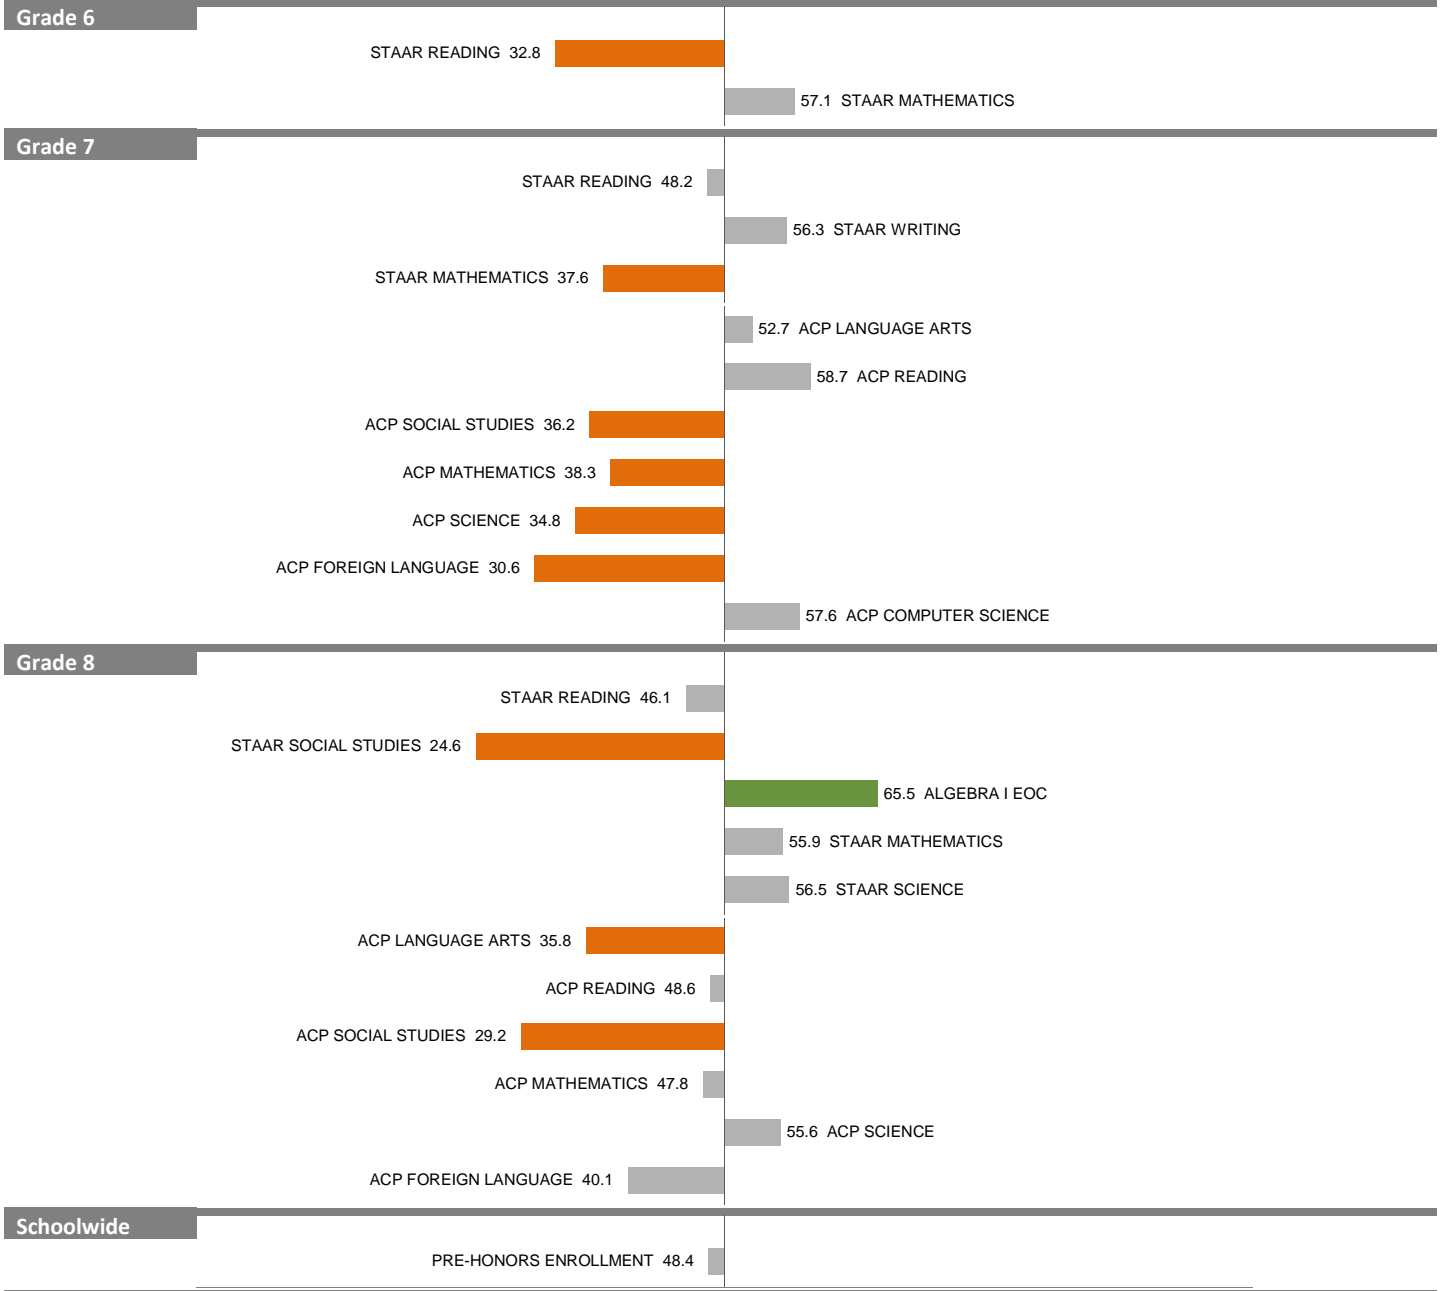 Grade 6
STAAR READING 32.8
57.1 STAAR MATHEMATICS
Grade 7
STAAR READING 48.2
56.3 STAAR WRITING
STAAR MATHEMATICS 37.6
52.7 ACP LANGUAGE ARTS
58.7 ACP READING
ACP SOCIAL STUDIES 36.2
ACP MATHEMATICS 38.3
ACP SCIENCE 34.8
ACP FOREIGN LANGUAGE 30.6
57.6 ACP COMPUTER SCIENCE
Grade 8
STAAR READING 46.1
STAAR SOCIAL STUDIES 24.6
65.5 ALGEBRA I EOC
55.9 STAAR MATHEMATICS
56.5 STAAR SCIENCE
ACP LANGUAGE ARTS 35.8
ACP READING 48.6
ACP SOCIAL STUDIES 29.2
ACP MATHEMATICS 47.8
55.6 ACP SCIENCE
ACP FOREIGN LANGUAGE 40.1
Schoolwide
PRE-HONORS ENROLLMENT 48.4